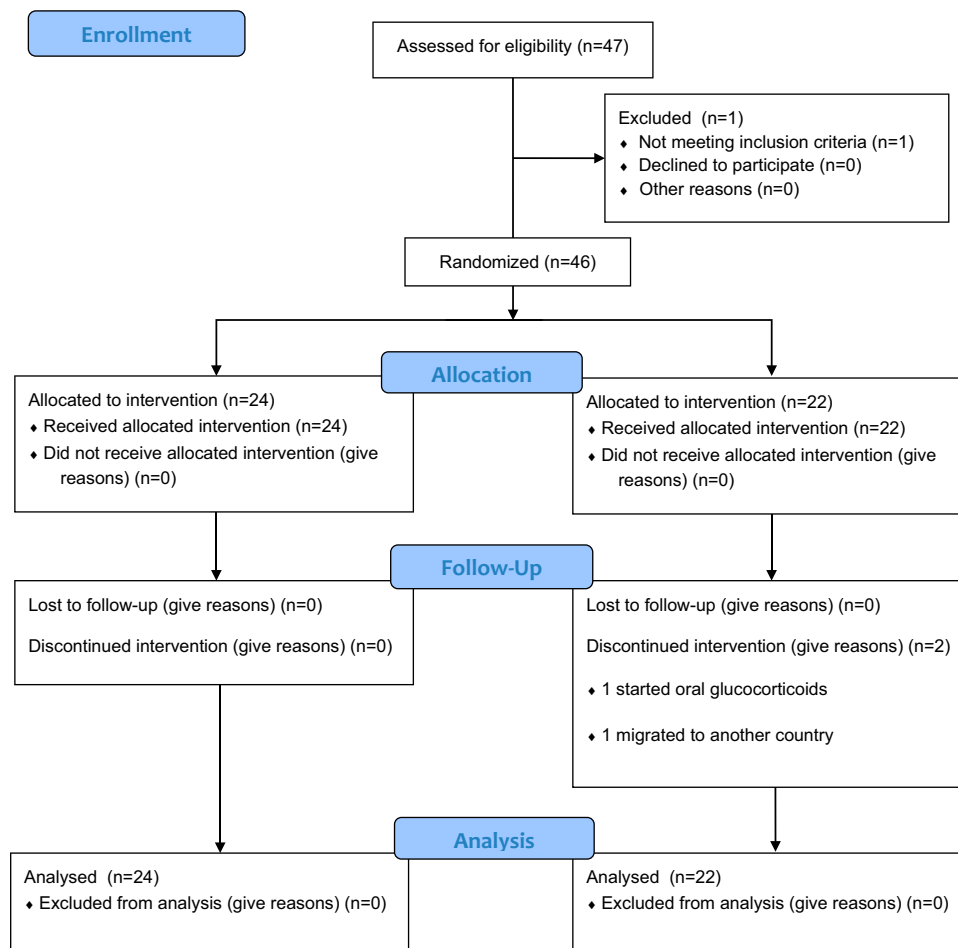 Enrollment
Assessed for eligibility (n=47)
Excluded (n=1)
♦ Not meeting inclusion criteria (n=1)
♦ Declined to participate (n=0)
♦ Other reasons (n=0)
Randomized (n=46)
Allocation
Allocated to intervention (n=24)
♦ Received allocated intervention (n=24)
♦ Did not receive allocated intervention (give
reasons) (n=0)
Allocated to intervention (n=22)
♦ Received allocated intervention (n=22)
♦ Did not receive allocated intervention (give
reasons) (n=0)
Follow-Up
Lost to follow-up (give reasons) (n=0)
Discontinued intervention (give reasons) (n=0)
Lost to follow-up (give reasons) (n=0)
Discontinued intervention (give reasons) (n=2)
♦ 1 started oral glucocorticoids
♦ 1 migrated to another country
Analysis
Analysed (n=24)
♦ Excluded from analysis (give reasons) (n=0)
Analysed (n=22)
♦ Excluded from analysis (give reasons) (n=0)